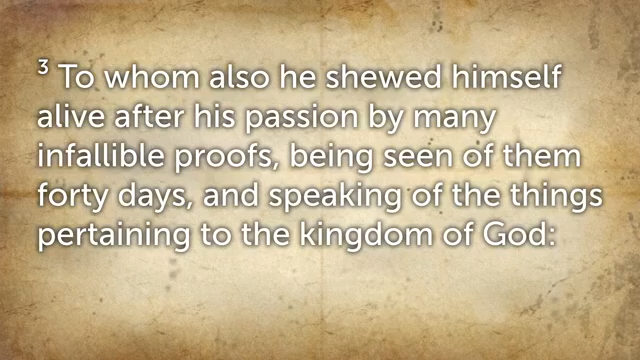 3 To whom also he shewed himself
alive after his passion by many
infallible proofs, being seen of them
forty days, and speaking of the things
pertaining to the kingdom of God: